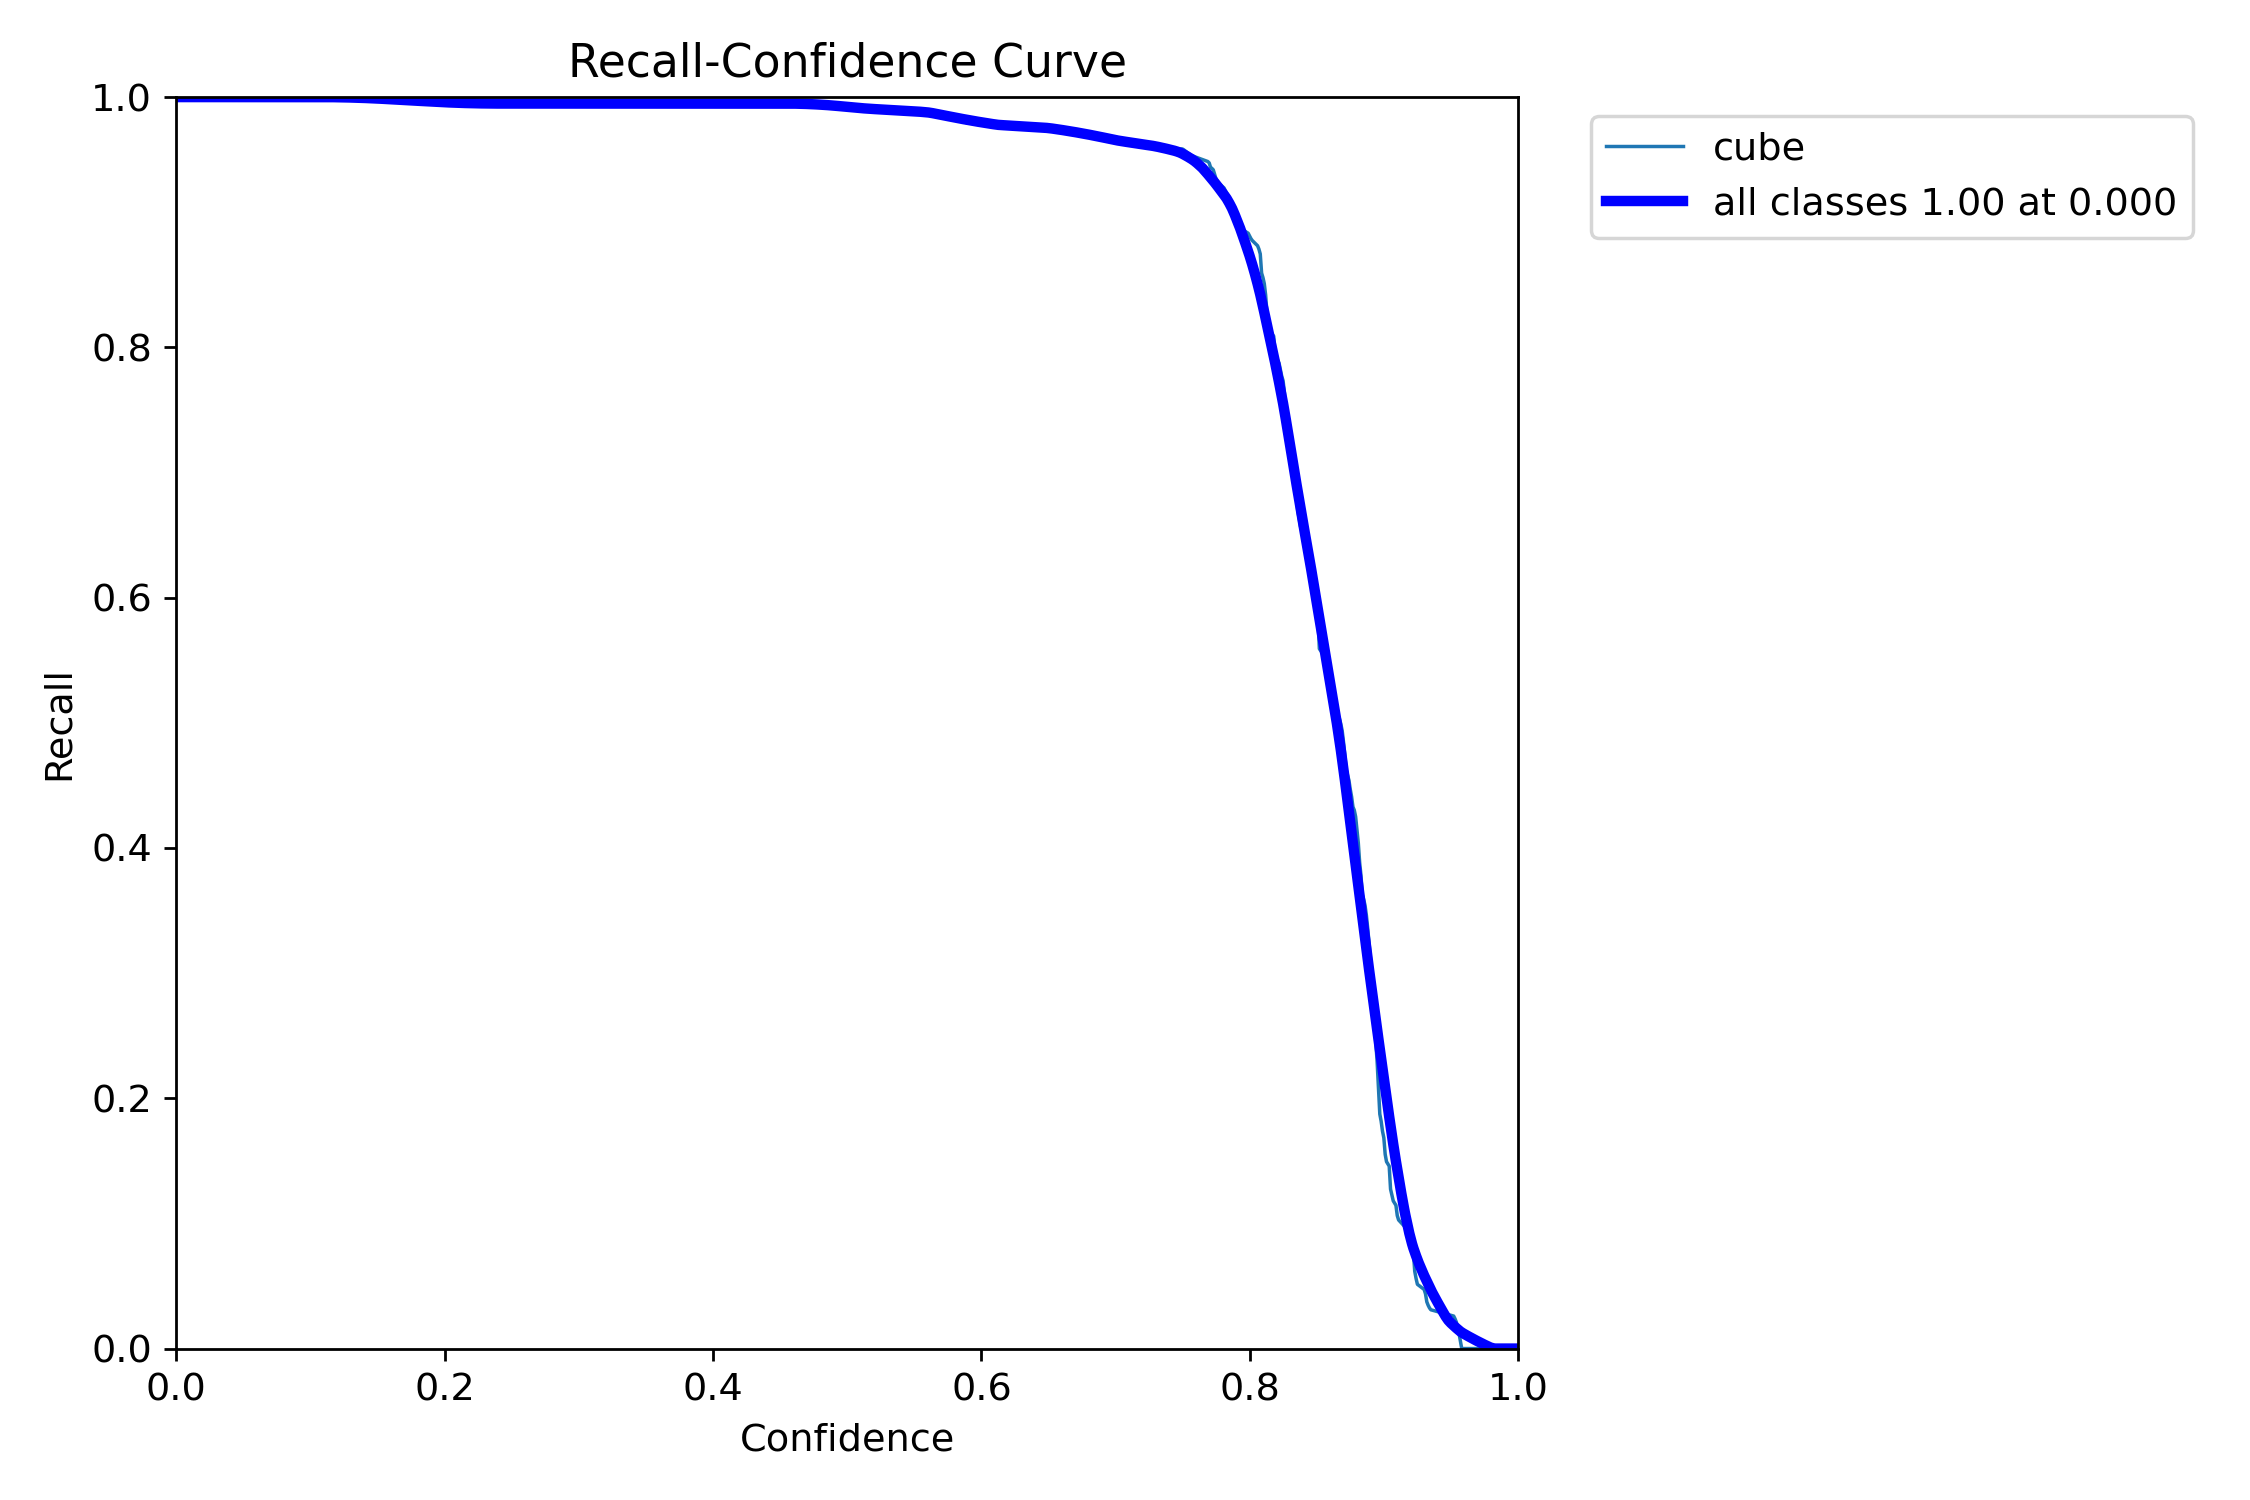 Recall-Confidence Curve
1.0
0.8
0.6
0.4
0.2
0.0
Recall
0.0 0.2 0.4 0.6 0.8 1.0
Confidence
cube
all classes 1.00 at 0.000